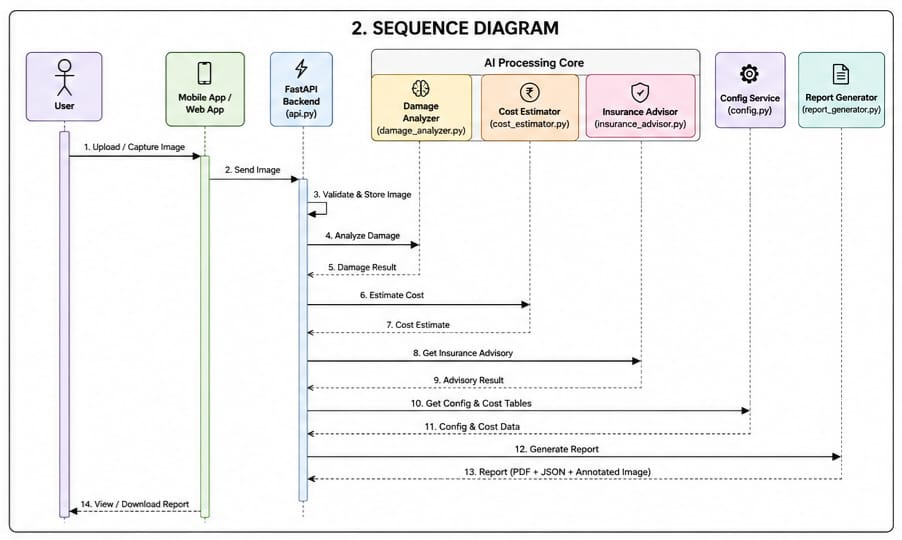 2. SEQUENCE DIAGRAM
AI Processing Core
User
Mobile App /
Web App
FastAPI
Backend
(api.py)
Damage
Analyzer
(damage_analyzer.py)
₹
Cost Estimator
(cost_estimator.py)
Insurance Advisor
(insurance_advisor.py)
Config Service
(config.py)
Report Generator
(report_generator.py)
1. Upload / Capture Image
2. Send Image
3. Validate & Store Image
4. Analyze Damage
5. Damage Result
6. Estimate Cost
7. Cost Estimate
8. Get Insurance Advisory
9. Advisory Result
10. Get Config & Cost Tables
11. Config & Cost Data
12. Generate Report
13. Report (PDF + JSON + Annotated Image)
14. View / Download Report